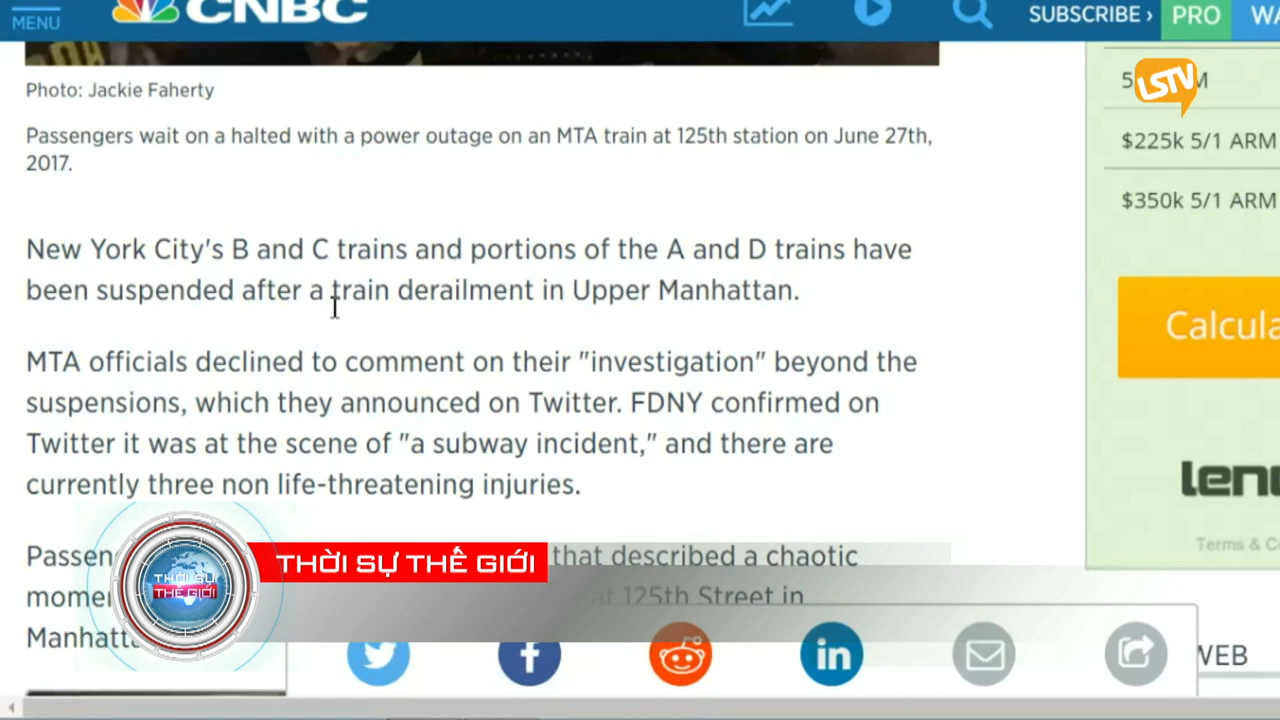 MENU
CNBC
SUBSCRIBE ›
PRO
LSTV
Photo: Jackie Faherty
Passengers wait on a halted with a power outage on an MTA train at 125th station on June 27th,
2017.
New York City's B and C trains and portions of the A and D trains have
been suspended after a train derailment in Upper Manhattan.
MTA officials declined to comment on their "investigation" beyond the
suspensions, which they announced on Twitter. FDNY confirmed on
Twitter it was at the scene of "a subway incident," and there are
currently three non life-threatening injuries.
that described a chaotic
at 125th Street in
THỜI SỰ THẾ GIỚI
THỜI SỰ
THẾ GIỚI
$225k 5/1 ARM
$350k 5/1 ARM
Terms &
in